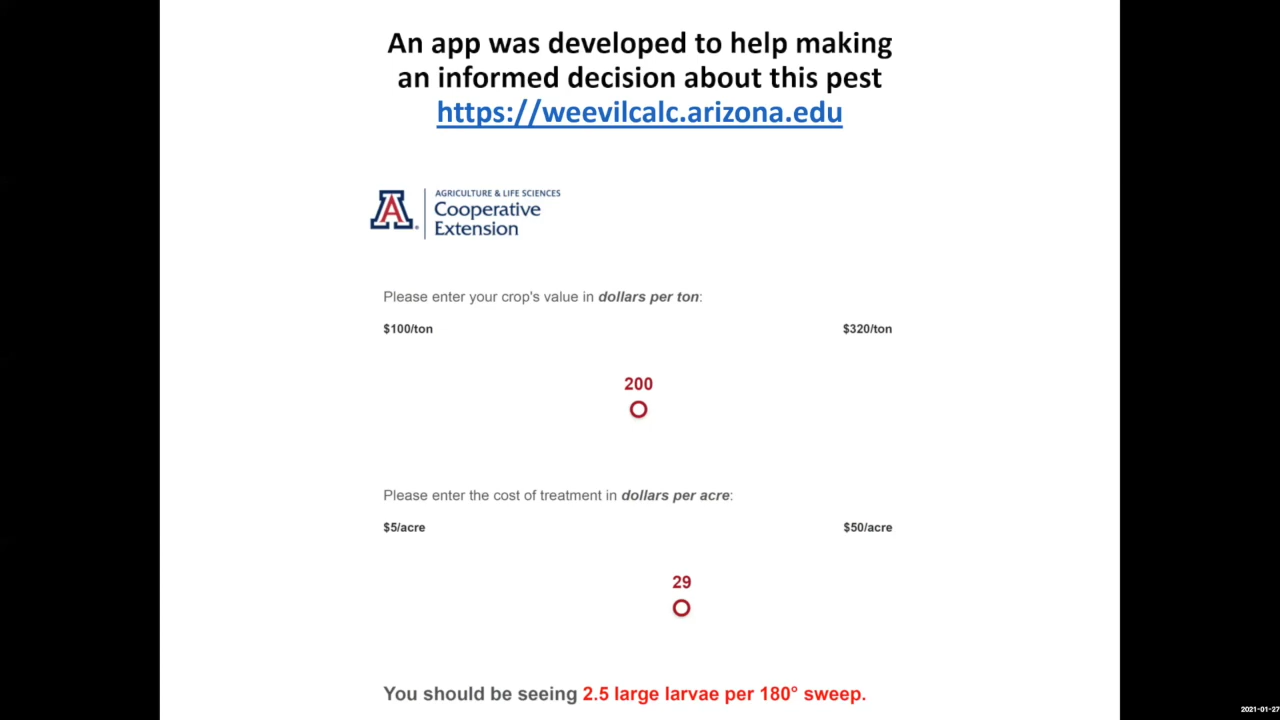 An app was developed to help making
an informed decision about this pest
https://weevilcalc.arizona.edu
A
AGRICULTURE & LIFE SCIENCES
Cooperative
Extension
Please enter your crop's value in dollars per ton:
$100/ton $320/ton
200
Please enter the cost of treatment in dollars per acre:
$5/acre $50/acre
29
You should be seeing 2.5 large larvae per 180° sweep.
2021-01-27